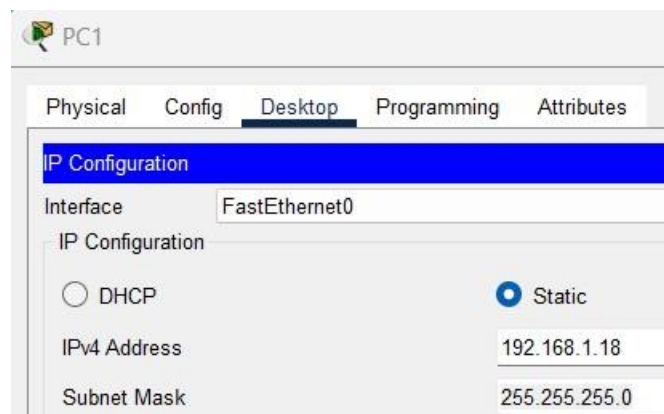 PC1
Physical Config Desktop Programming Attributes
IP Configuration
Interface FastEthernet0
IP Configuration
DHCP Static
IPv4 Address 192.168.1.18
Subnet Mask 255.255.255.0